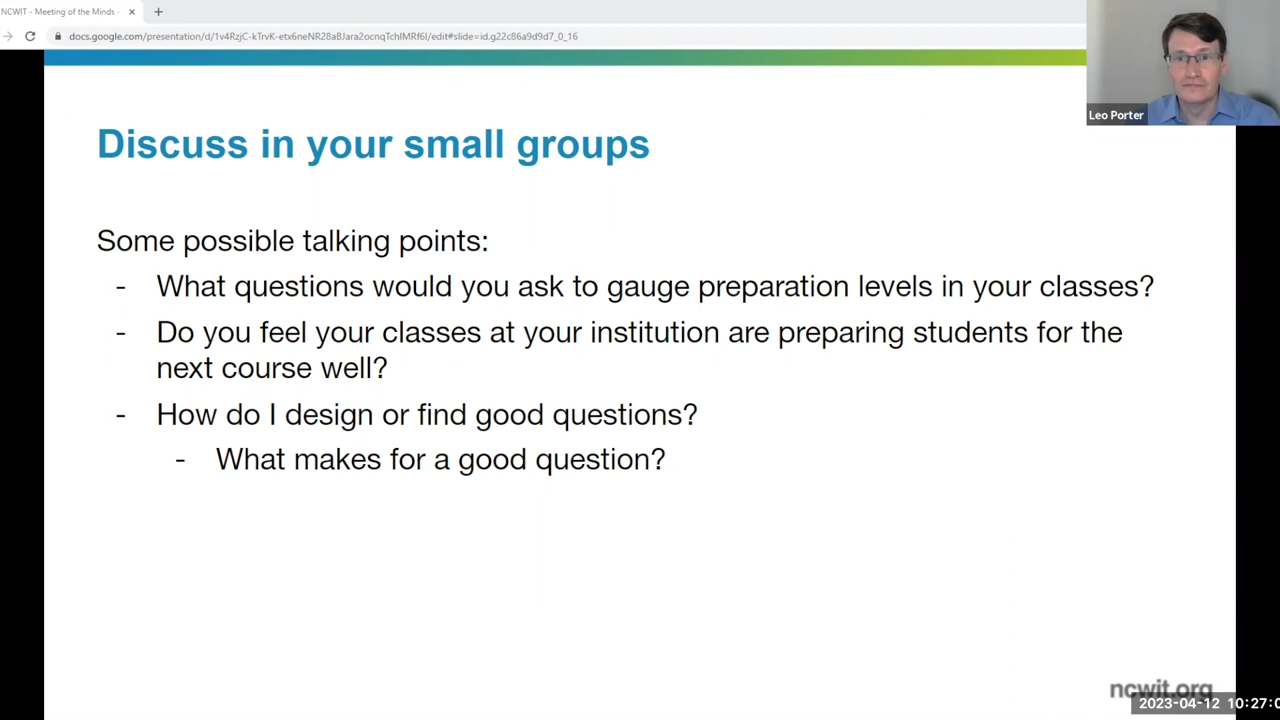 NCWIT - Meeting of the Minds -
docs.google.com/presentation/d/1v4RzjC-kTrvK-etx6neNR28aBJara2ocnqTchlMRf6I/edit#slide=id.g22c86a9d9d7_0_16
Leo Porter
Discuss in your small groups
Some possible talking points:
- What questions would you ask to gauge preparation levels in your classes?
- Do you feel your classes at your institution are preparing students for the
next course well?
- How do I design or find good questions?
- What makes for a good question?
ncwit.org
2023-04-12 10:27:0